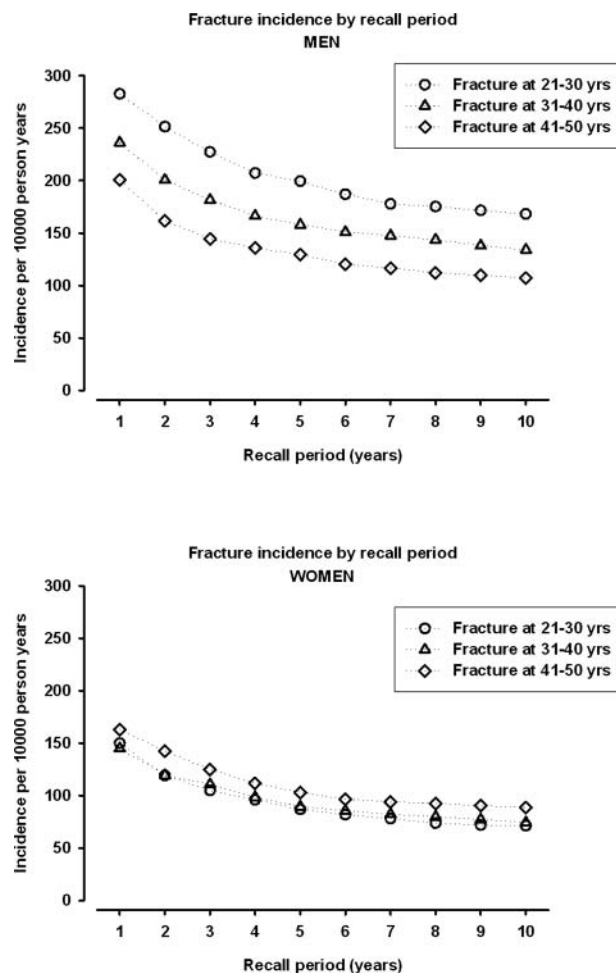 Fracture incidence by recall period
MEN
Fracture at 21-30 yrs
Fracture at 31-40 yrs
Fracture at 41-50 yrs
Incidence per 10000 person years
300
250
200
150
100
50
0
1 2 3 4 5 6 7 8 9 10
Recall period (years)
Fracture incidence by recall period
WOMEN
Fracture at 21-30 yrs
Fracture at 31-40 yrs
Fracture at 41-50 yrs
Incidence per 10000 person years
300
250
200
150
100
50
0
1 2 3 4 5 6 7 8 9 10
Recall period (years)